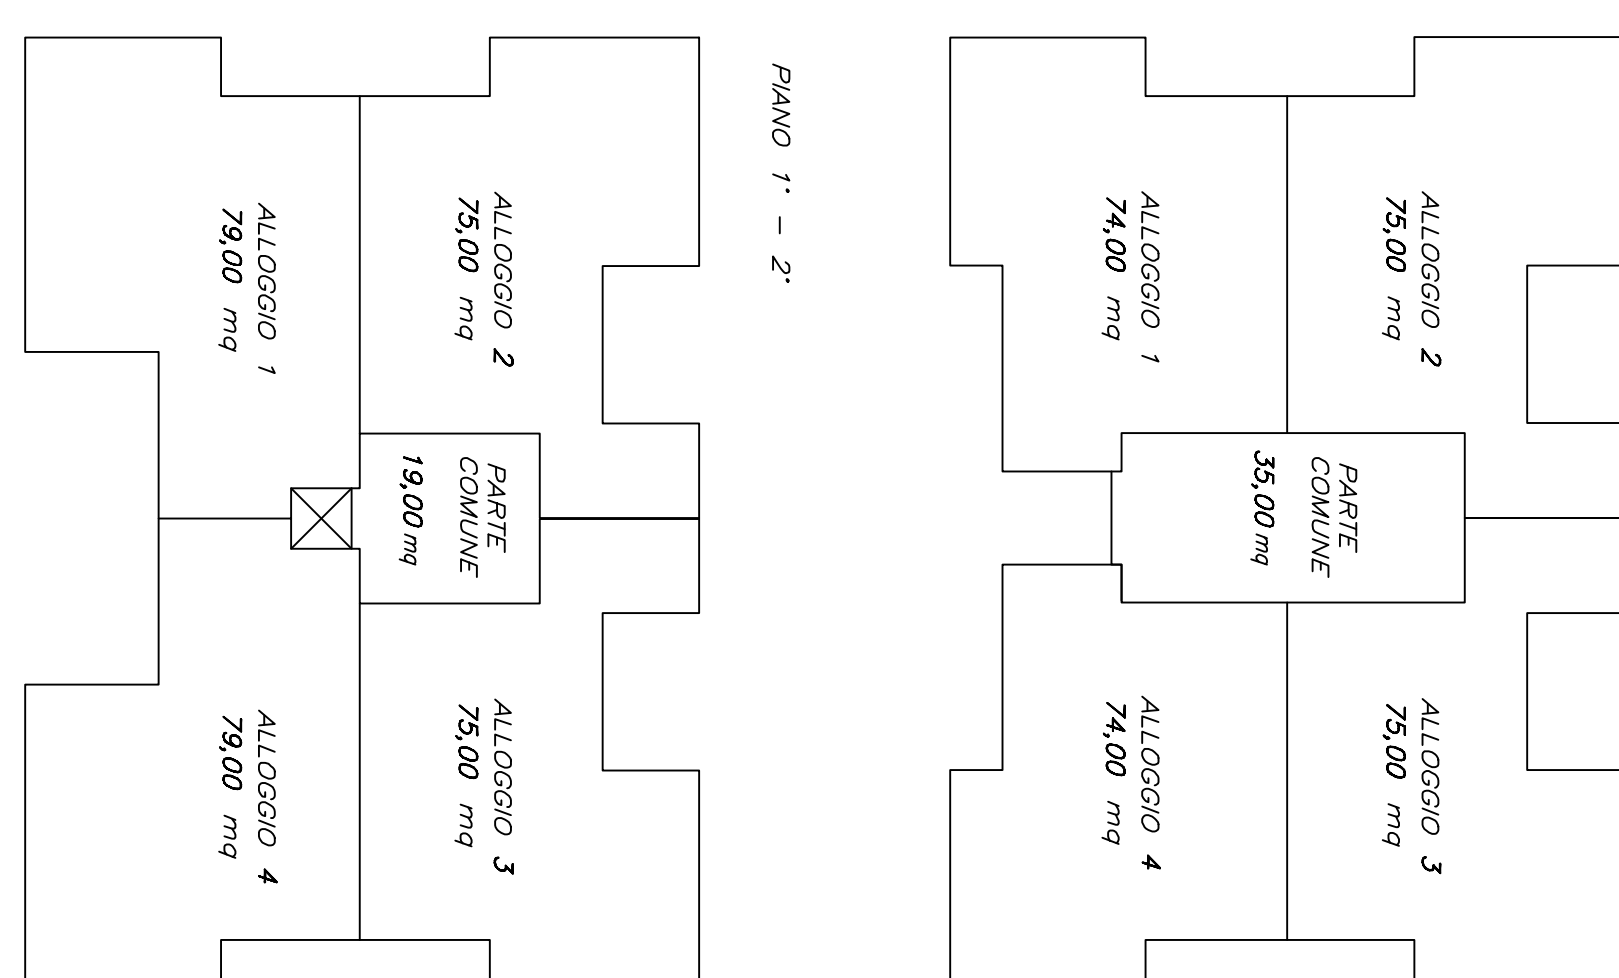 ALLOGGIO 2
75,00 mq
ALLOGGIO 3
75,00 mq
PARTE
COMUNE
35,00 mq
ALLOGGIO 1
74,00 mq
ALLOGGIO 4
74,00 mq
PIANO 1° - 2°
ALLOGGIO 2
75,00 mq
PARTE
COMUNE
19,00 mq
ALLOGGIO 3
75,00 mq
ALLOGGIO 1
79,00 mq
ALLOGGIO 4
79,00 mq